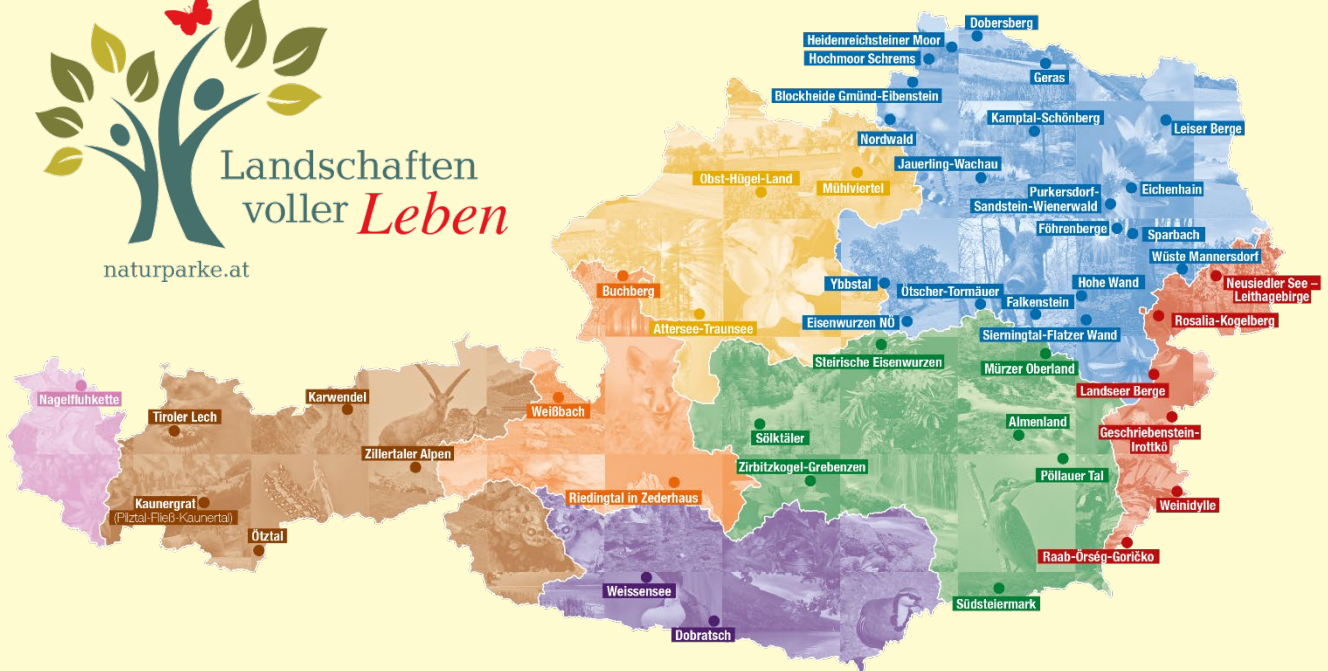 Landschaften
voller Leben
naturparke.at
Dobersberg
Heidenreichsteiner Moor
Hochmoor Schrems
Geras
Blockheide Gmünd-Eibenstein
Kamptal-Schönberg
Leiser Berge
Nordwald
Jauerling-Wachau
Obst-Hügel-Land
Mühlviertel
Purkersdorf-
Sandstein-Wienerwald
Eichenhain
Föhrenberge
Sparbach
Wüste Mannersdorf
Buchberg
Ybbstal
Ötscher-Tormäuer
Hohe Wand
Neusiedler See –
Leithagebirge
Falkenstein
Attersee-Traunsee
Eisenwurzen NÖ
Rosalia-Kogelberg
Sierningtal-Flatzer Wand
Steirische Eisenwurzen
Mürzer Oberland
Landseer Berge
Nagelfluhkette
Karwendel
Tiroler Lech
Weißbach
Almenland
Sölktäler
Geschriebenstein-
Irottkö
Zillertaler Alpen
Zirbitzkogel-Grebenzen
Pöllauer Tal
Riedingtal in Zederhaus
Kaunergrat
(Pilztal-Fließ-Kaunertal)
Weinidylle
Ötztal
Raab-Örség-Goričko
Weissensee
Südsteiermark
Dobratsch